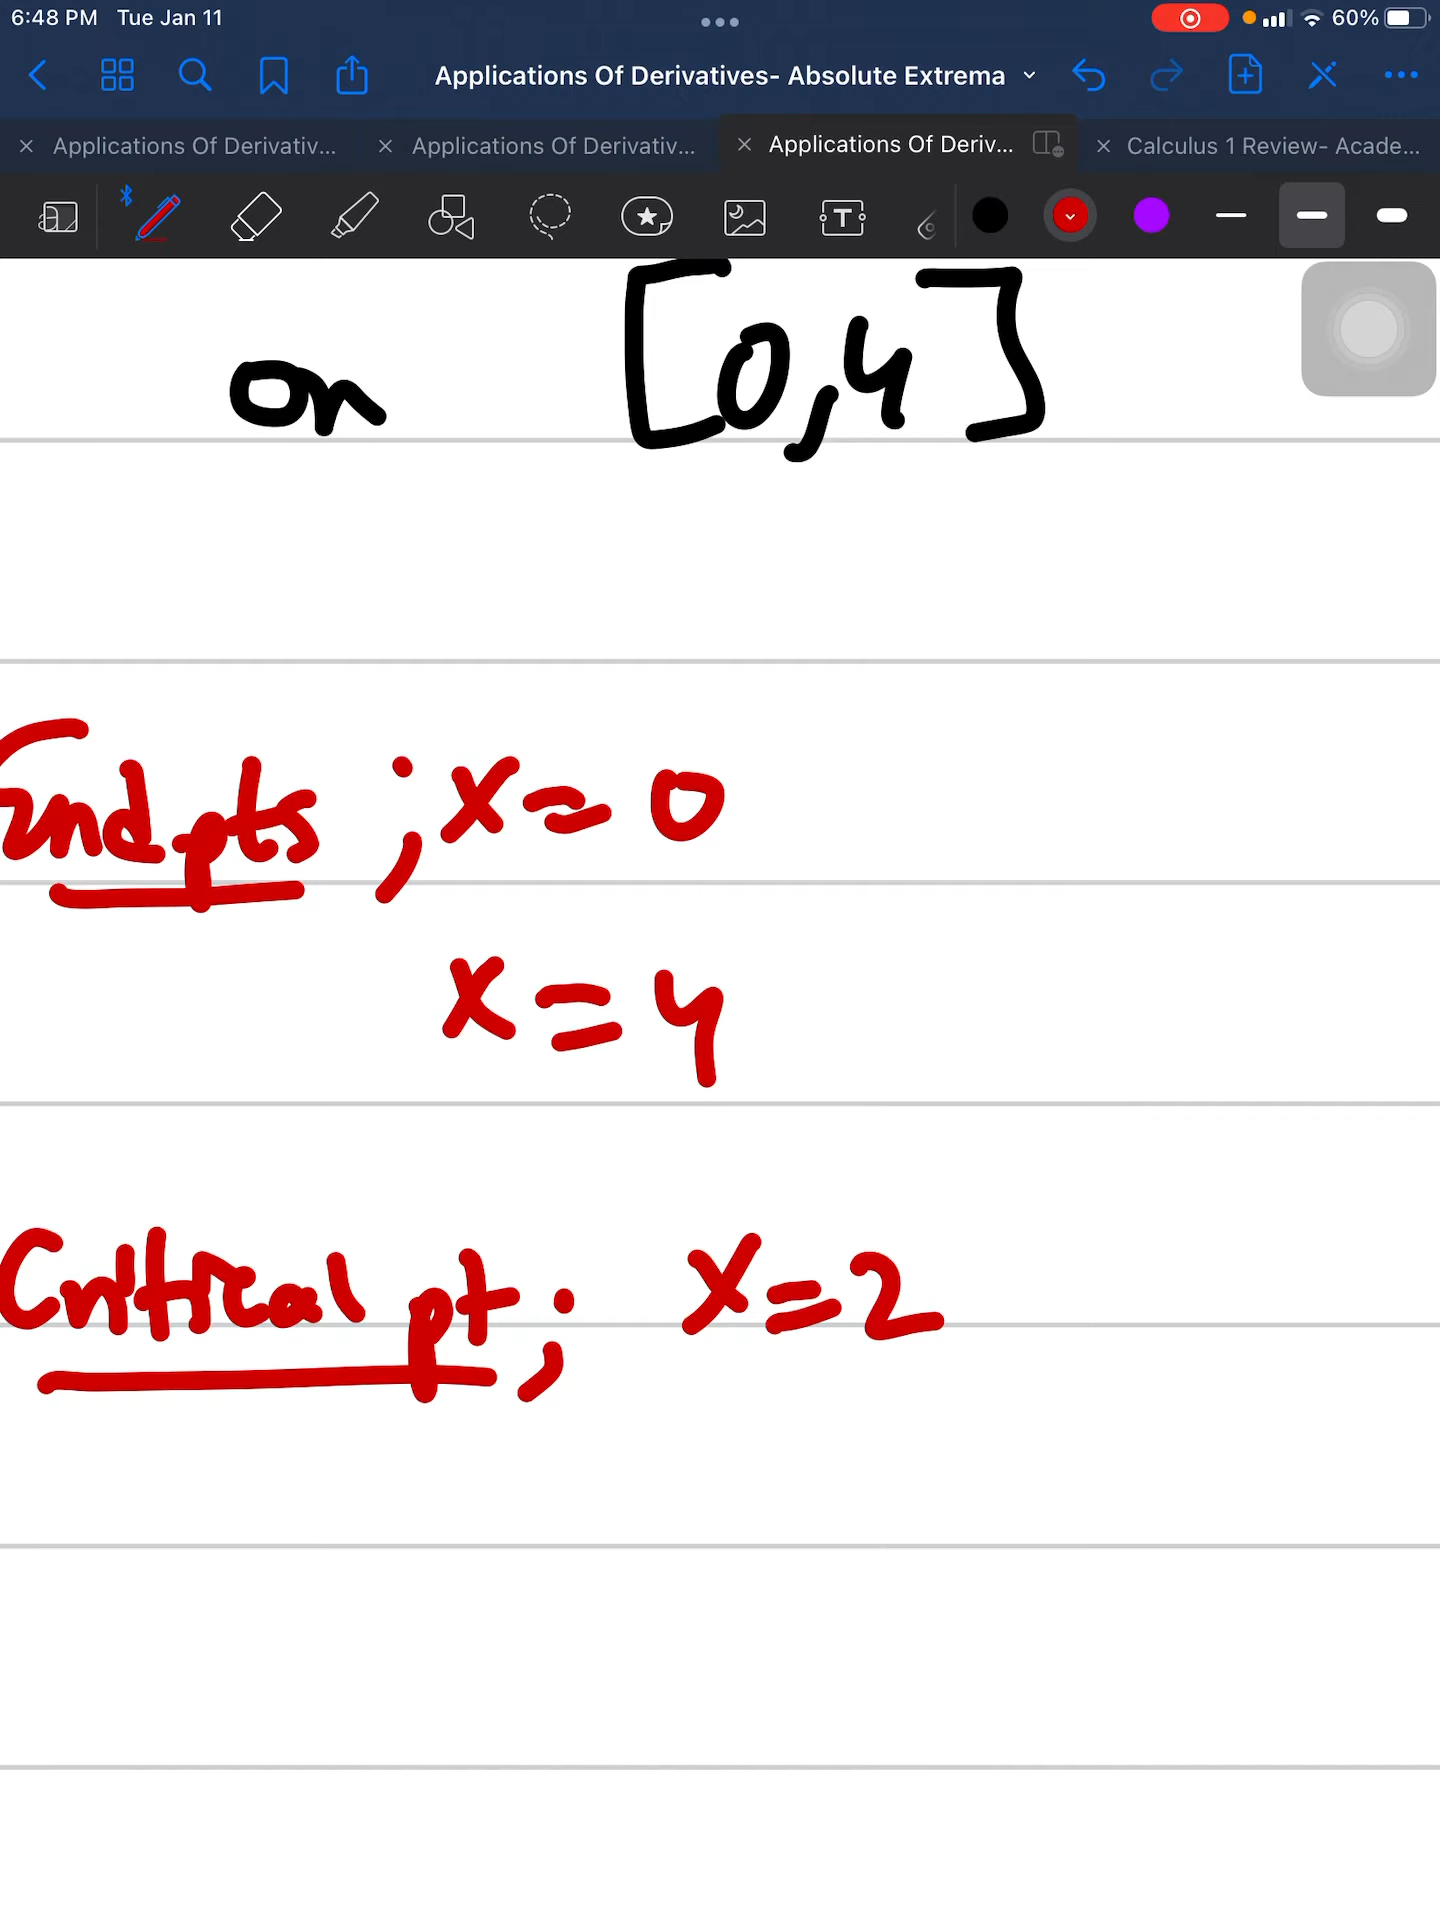 6:48 PM Tue Jan 11
60%
Applications Of Derivatives- Absolute Extrema
Applications Of Derivativ...
Applications Of Derivativ...
Applications Of Deriv...
Calculus 1 Review- Acade...
on [0,4]
End pts ; x = 0
x = 4
Critical pt ; x = 2